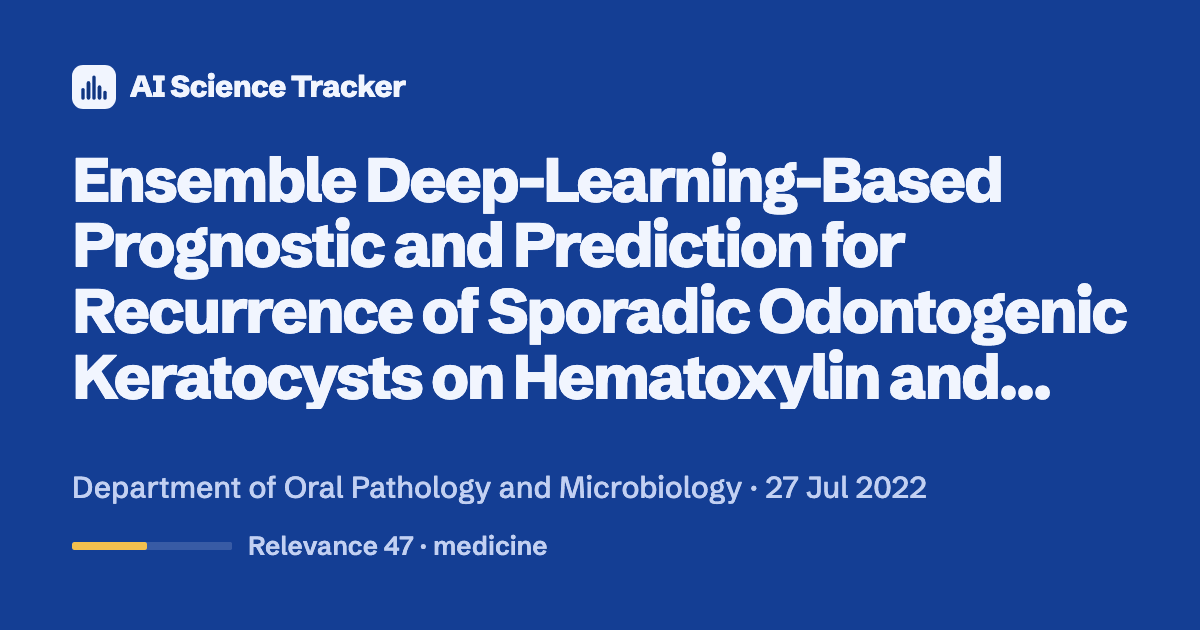 AI Science Tracker
Ensemble Deep-Learning-Based
Prognostic and Prediction for
Recurrence of Sporadic Odontogenic
Keratocysts on Hematoxylin and...
Department of Oral Pathology and Microbiology · 27 Jul 2022
Relevance 47 · medicine